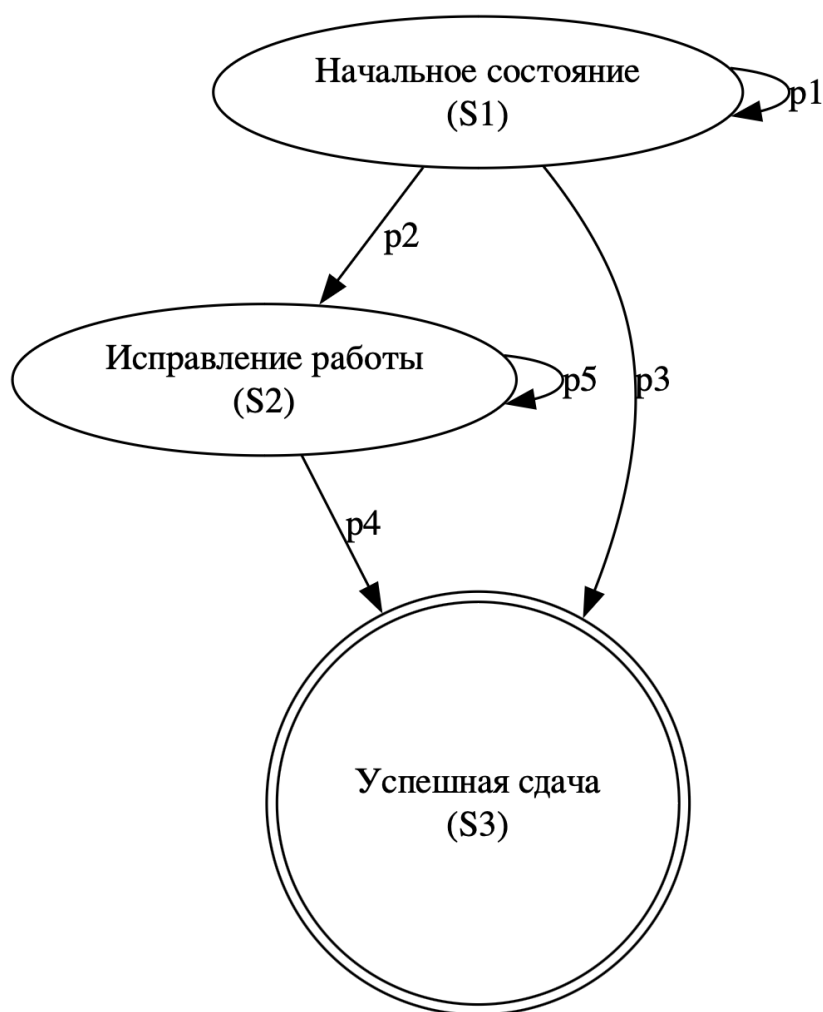 Начальное состояние
(S1)
p1
p2
Исправление работы
(S2)
p5
p3
p4
Успешная сдача
(S3)